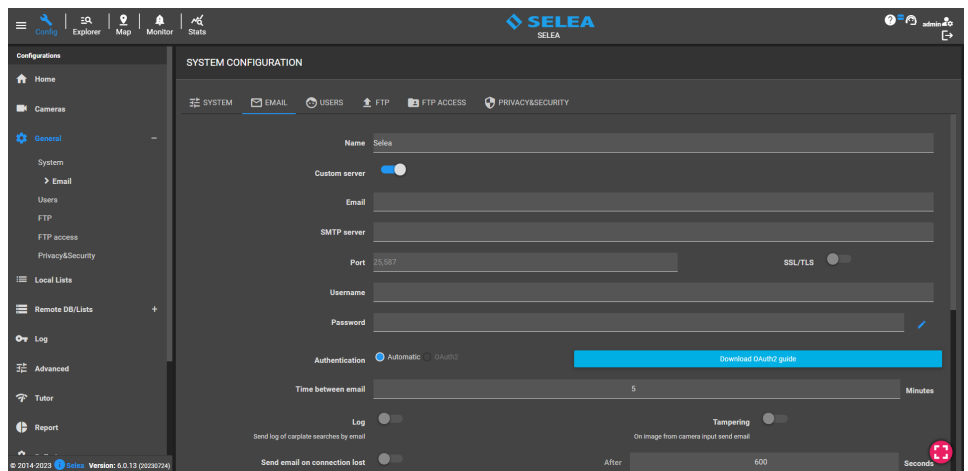 Config
Explorer
Map
Monitor
Stats
SELEA
SELEA
admin
Configurations
Home
Cameras
General
System
> Email
Users
FTP
FTP access
Privacy&Security
Local Lists
Remote DB/Lists
Log
Advanced
Tutor
Report
© 2014-2023 Selea Version: 6.0.13 (20230724)
SYSTEM CONFIGURATION
SYSTEM EMAIL USERS FTP FTP ACCESS PRIVACY&SECURITY
Name Selea
Custom server
Email
SMTP server
Port 25,587 SSL/TLS
Username
Password
Authentication Automatic OAuth2 Download OAuth2 guide
Time between email 5 Minutes
Log Tampering
Send log of carplate searches by email On image from camera input send email
Send email on connection lost After 600 Seconds